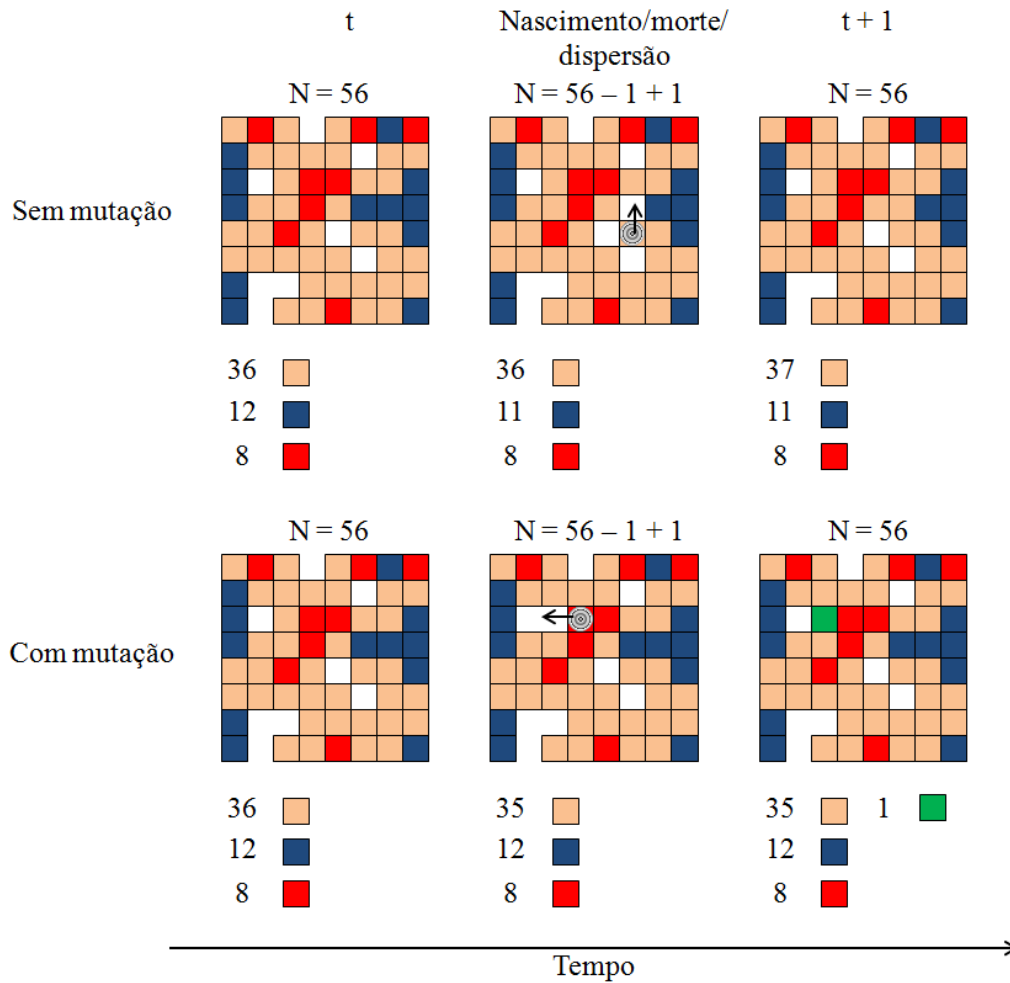 t
Nascimento/morte/
dispersão
t + 1
N = 56
N = 56 – 1 + 1
N = 56
Sem mutação
36
12
8
36
11
8
37
11
8
N = 56
N = 56 – 1 + 1
N = 56
Com mutação
36
12
8
35
12
8
35
1
12
8
Tempo